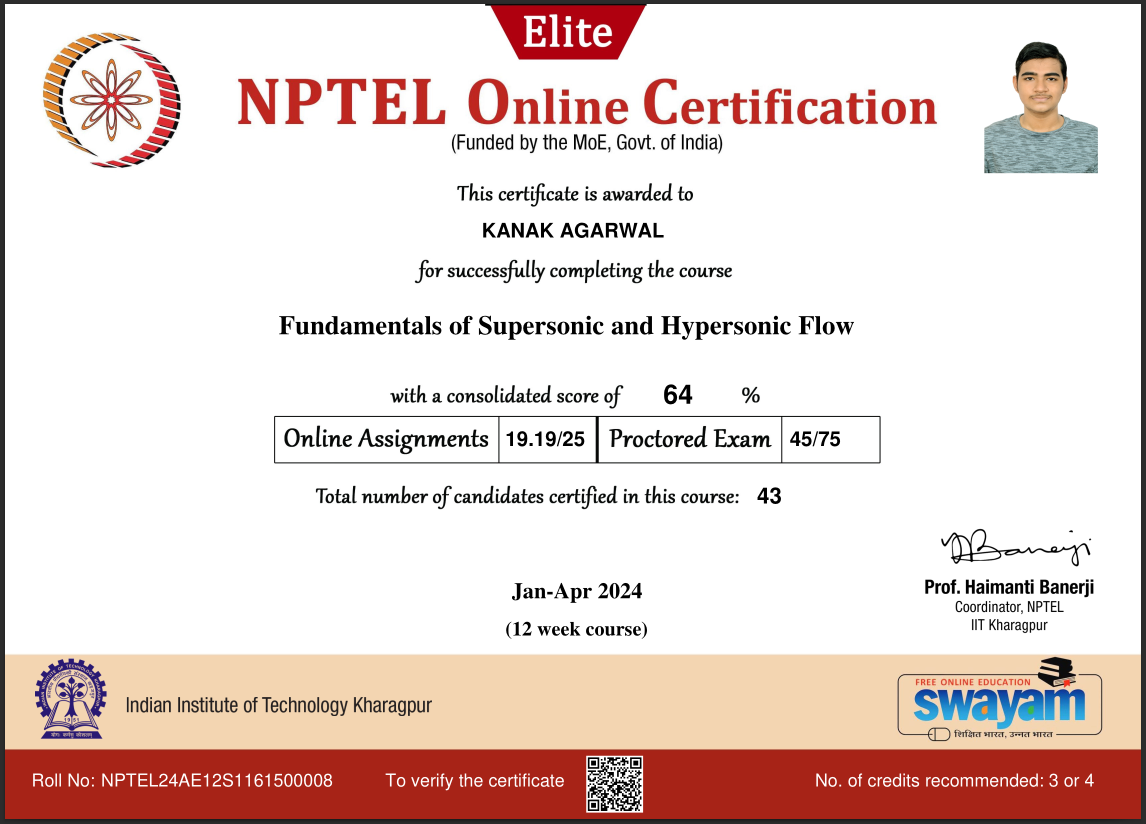 Elite
NPTEL Online Certification
(Funded by the MoE, Govt. of India)
This certificate is awarded to
KANAK AGARWAL
for successfully completing the course
Fundamentals of Supersonic and Hypersonic Flow
with a consolidated score of 64 %
Online Assignments 19.19/25 Proctored Exam 45/75
Total number of candidates certified in this course: 43
Banerji
Prof. Haimanti Banerji
Coordinator, NPTEL
IIT Kharagpur
Jan-Apr 2024
(12 week course)
1951
Indian Institute of Technology Kharagpur
FREE ONLINE EDUCATION
swayam
शिक्षित भारत, उन्नत भारत
Roll No: NPTEL24AE12S1161500008 To verify the certificate No. of credits recommended: 3 or 4